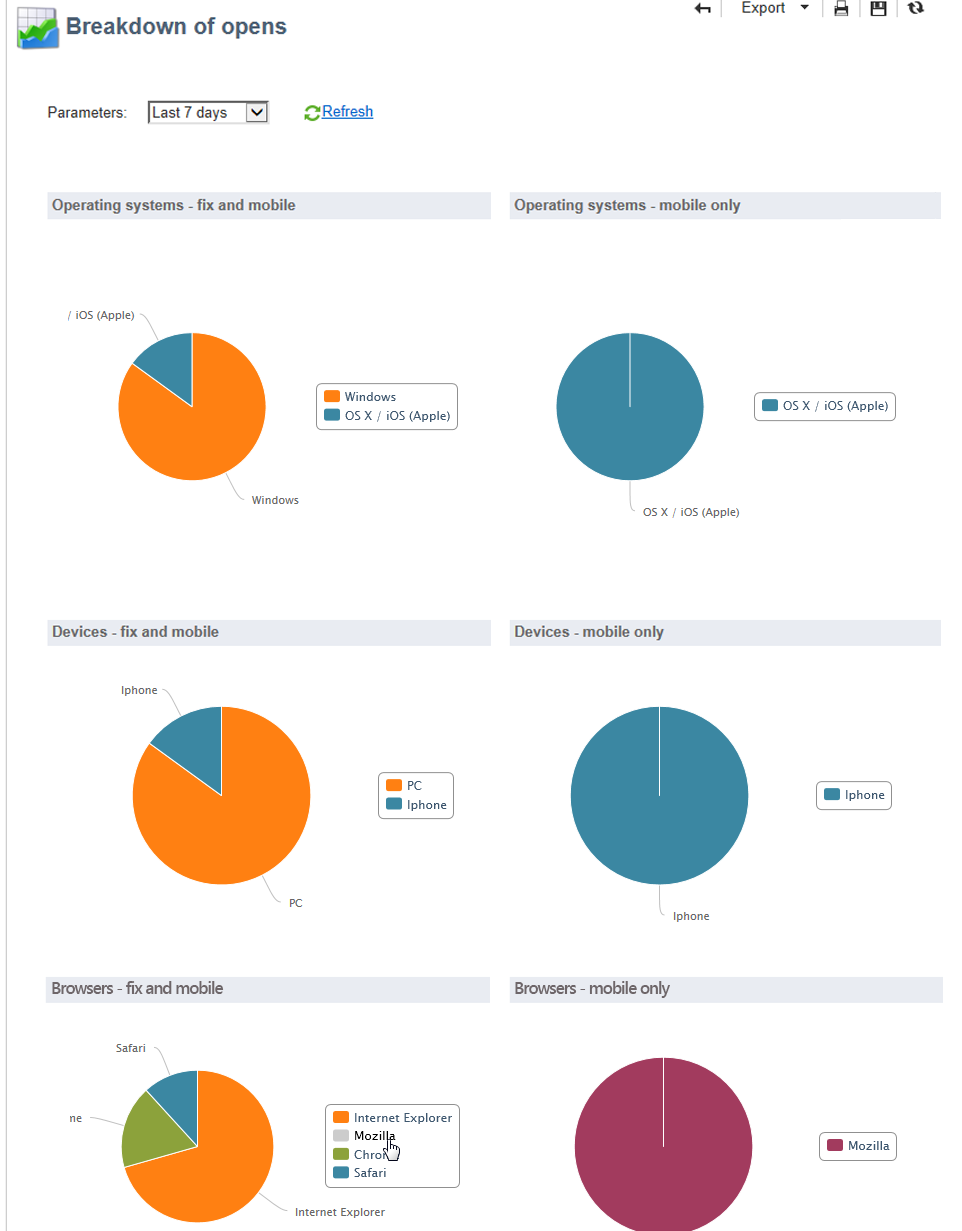 Breakdown of opens
Export
Parameters:
Last 7 days
Refresh
Operating systems - fix and mobile
Operating systems - mobile only
/ iOS (Apple)
Windows
OS X / iOS (Apple)
Windows
OS X / iOS (Apple)
OS X / iOS (Apple)
Devices - fix and mobile
Devices - mobile only
Iphone
PC
Iphone
PC
Iphone
Iphone
Browsers - fix and mobile
Browsers - mobile only
Safari
ne
Internet Explorer
Mozilla
Chro
Safari
Internet Explorer
Mozilla